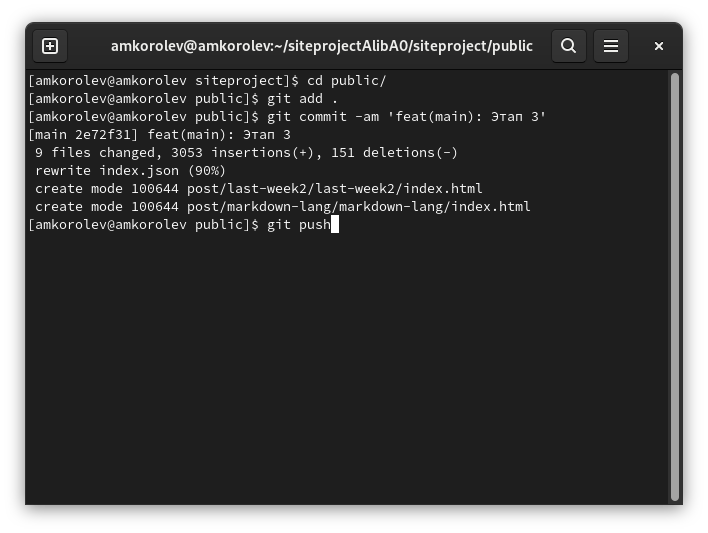 amkorolev@amkorolev:~/siteprojectAlibA0/siteproject/public
[amkorolev@amkorolev siteproject]$ cd public/
[amkorolev@amkorolev public]$ git add .
[amkorolev@amkorolev public]$ git commit -am 'feat(main): Этап 3'
[main 2e72f31] feat(main): Этап 3
 9 files changed, 3053 insertions(+), 151 deletions(-)
 rewrite index.json (90%)
 create mode 100644 post/last-week2/last-week2/index.html
 create mode 100644 post/markdown-lang/markdown-lang/index.html
[amkorolev@amkorolev public]$ git push